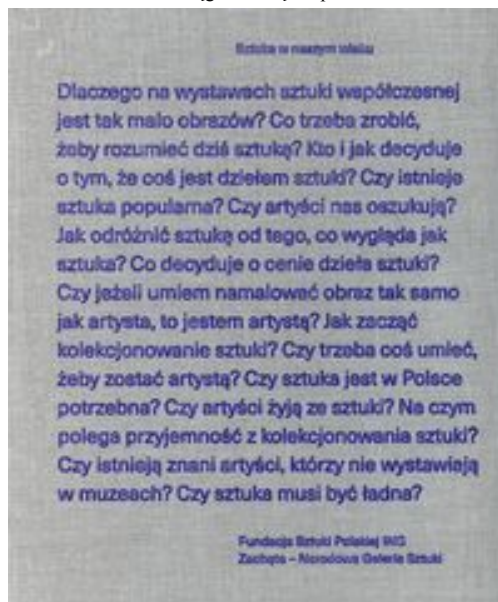 Sztuka w naszym wieku
Dlaczego na wystawach sztuki współczesnej
jest tak mało obrazów? Co trzeba zrobić,
żeby rozumieć dziś sztukę? Kto i jak decyduje
o tym, że coś jest dziełem sztuki? Czy istnieje
sztuka popularna? Czy artyści nas oszukują?
Jak odróżnić sztukę od tego, co wygląda jak
sztuka? Co decyduje o cenie dzieła sztuki?
Czy jeżeli umiem namalować obraz tak samo
jak artysta, to jestem artystą? Jak zacząć
kolekcjonowanie sztuki? Czy trzeba coś umieć,
żeby zostać artystą? Czy sztuka jest w Polsce
potrzebna? Czy artyści żyją ze sztuki? Na czym
polega przyjemność z kolekcjonowania sztuki?
Czy istnieją znani artyści, którzy nie wystawiają
w muzeach? Czy sztuka musi być ładna?
Fundacja Sztuki Polskiej ING
Zachęta – Narodowa Galeria Sztuki